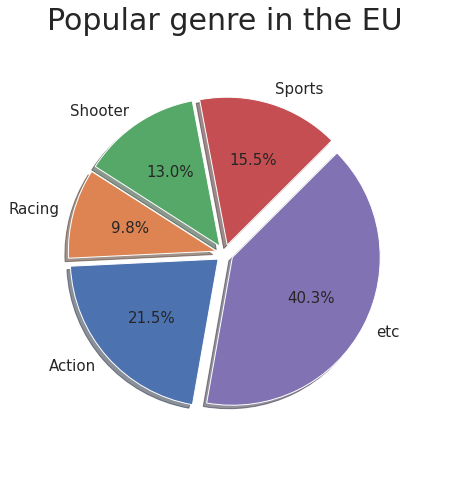 Popular genre in the EU
Sports
Shooter
15.5%
13.0%
Racing
9.8%
40.3%
21.5%
etc
Action